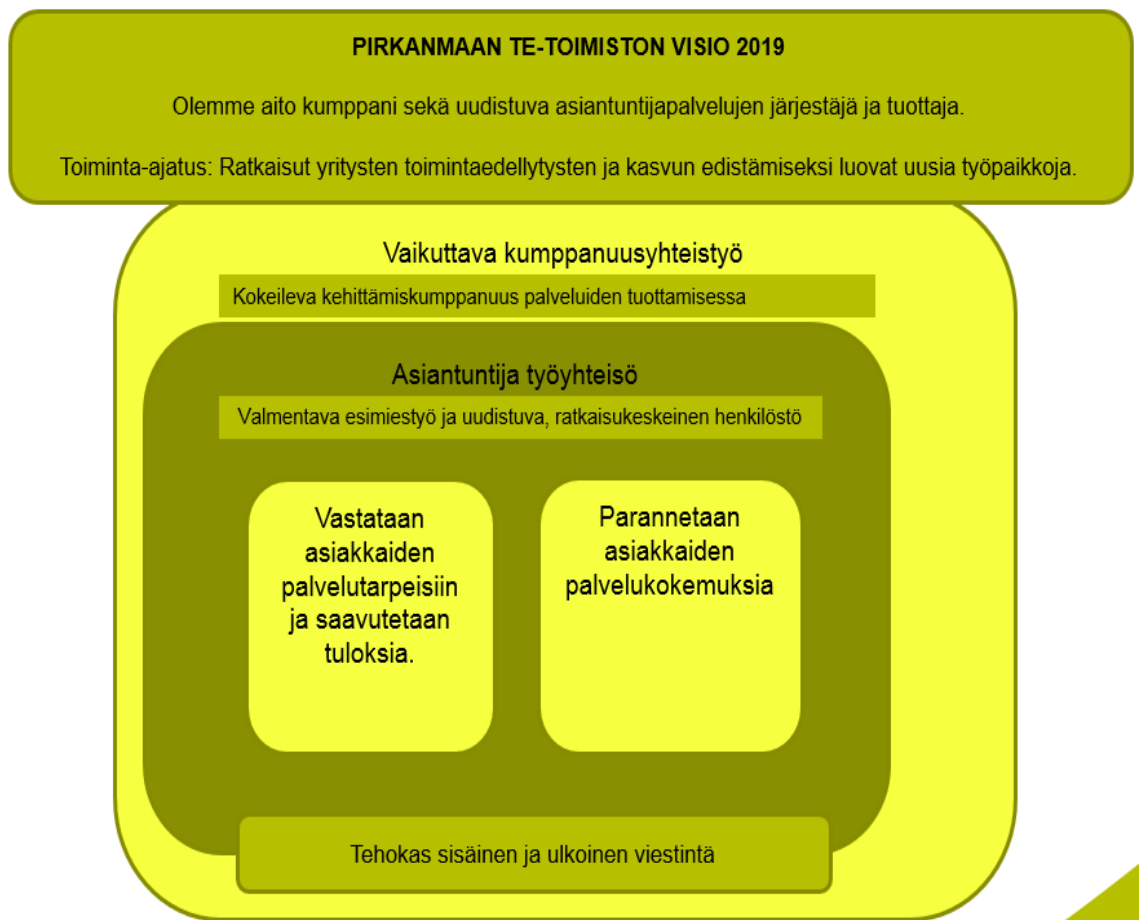 PIRKANMAAN TE-TOIMISTON VISIO 2019
Olemme aito kumppani sekä uudistuva asiantuntijapalvelujen järjestäjä ja tuottaja.
Toiminta-ajatus: Ratkaisut yritysten toimintaedellytysten ja kasvun edistämiseksi luovat uusia työpaikkoja.
Vaikuttava kumppanuusyhteistyö
Kokeileva kehittämiskumppanuus palveluiden tuottamisessa
Asiantuntija työyhteisö
Valmentava esimiestyö ja uudistuva, ratkaisukeskeinen henkilöstö
Vastataan
asiakkaiden
palvelutarpeisiin
ja saavutetaan
tuloksia.
Parannetaan
asiakkaiden
palvelukokemuksia
Tehokas sisäinen ja ulkoinen viestintä